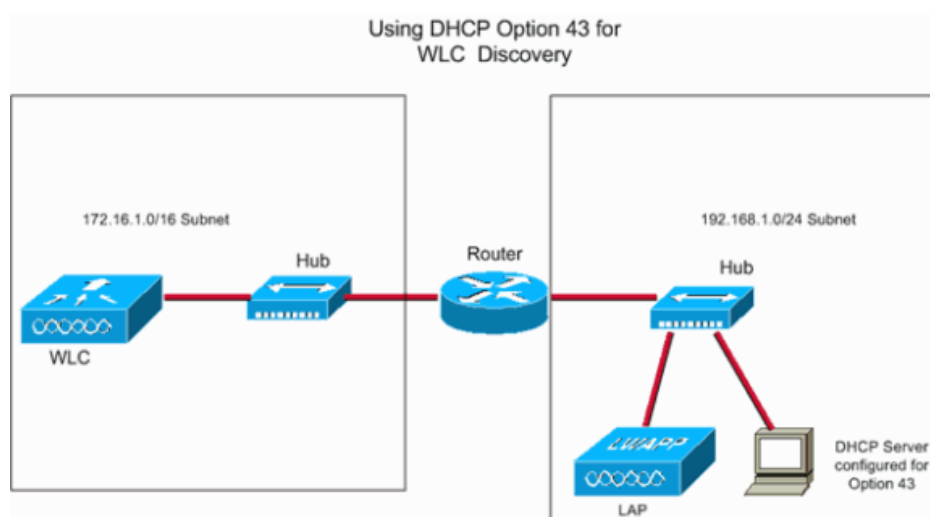 Using DHCP Option 43 for
WLC Discovery
172.16.1.0/16 Subnet
192.168.1.0/24 Subnet
Hub
Router
Hub
WLC
LWAPP
LAP
DHCP Server
configured for
Option 43